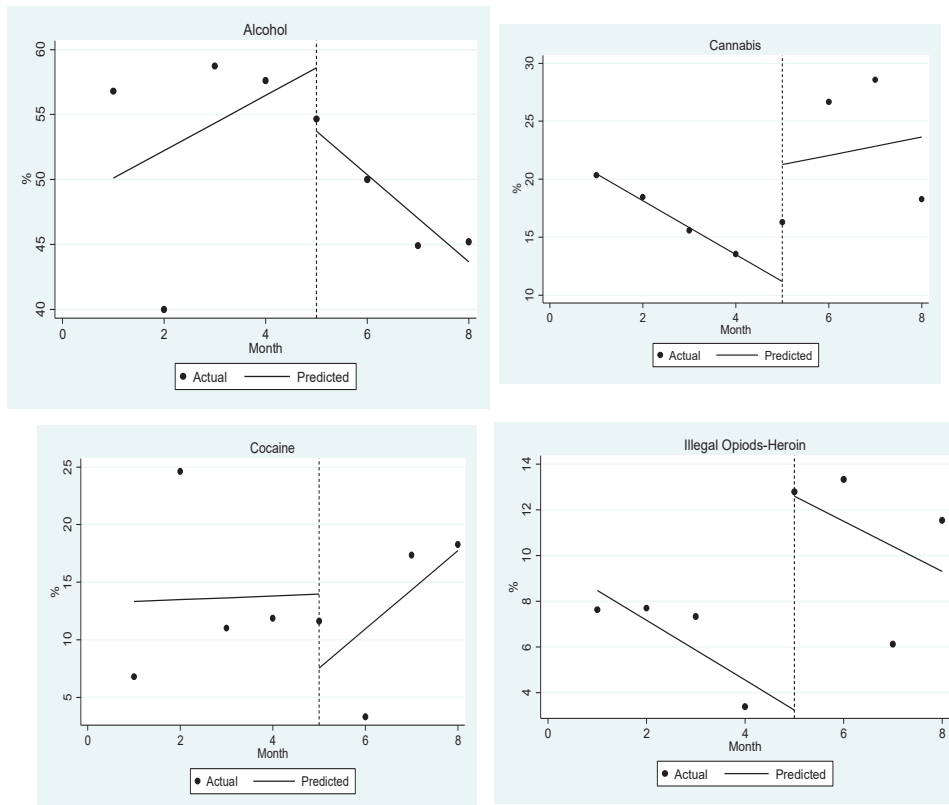 Alcohol
60
55
50
45
40
%
0 2 4 6 8
Month
Actual Predicted
Cannabis
30
25
20
15
10
%
0 2 4 6 8
Month
Actual Predicted
Cocaine
25
20
15
10
5
%
0 2 4 6 8
Month
Actual Predicted
Illegal Opiods-Heroin
14
12
10
8
6
4
%
0 2 4 6 8
Month
Actual Predicted